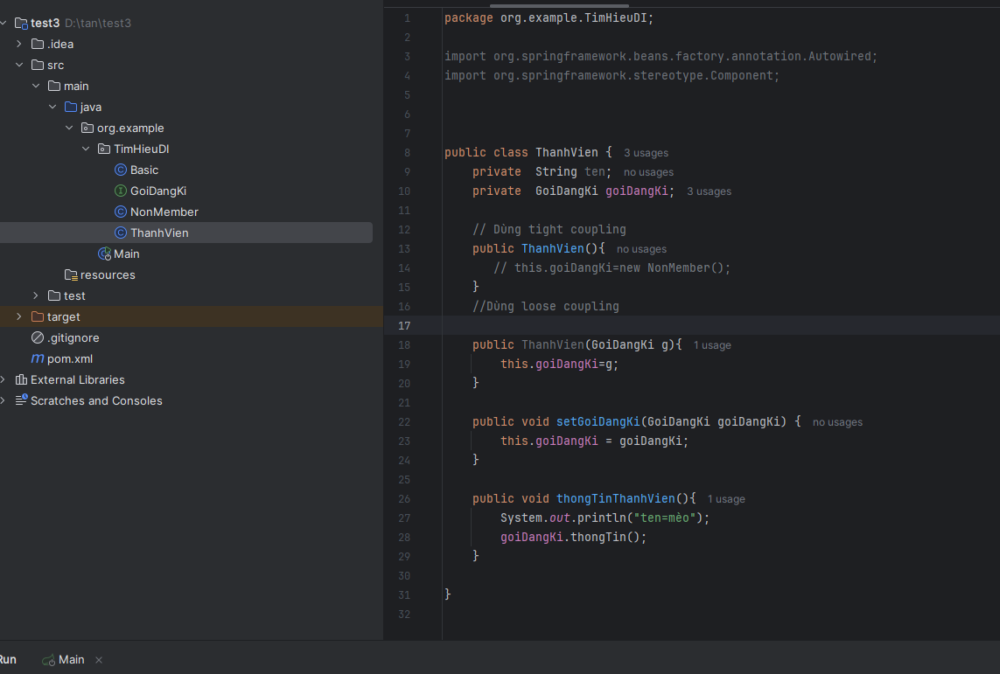 test3 D:\tan\test3
.idea
src
main
java
org.example
TimHieuDI
Basic
GoiDangKi
NonMember
ThanhVien
Main
resources
test
target
.gitignore
pom.xml
External Libraries
Scratches and Consoles
1 package org.example.TimHieuDI;
2
3 import org.springframework.beans.factory.annotation.Autowired;
4 import org.springframework.stereotype.Component;
5
6
7
8 public class ThanhVien { 3 usages
9 private String ten; no usages
10 private GoiDangKi goiDangKi; 3 usages
11
12 // Dùng tight coupling
13 public ThanhVien(){ no usages
14 // this.goiDangKi=new NonMember();
15 }
16 //Dùng loose coupling
17
18 public ThanhVien(GoiDangKi g){ 1 usage
19 this.goiDangKi=g;
20 }
21
22 public void setGoiDangKi(GoiDangKi goiDangKi) { no usages
23 this.goiDangKi = goiDangKi;
24 }
25
26 public void thongTinThanhVien(){ 1 usage
27 System.out.println("ten=mèo");
28 goiDangKi.thongTin();
29 }
30
31 }
32
Run Main